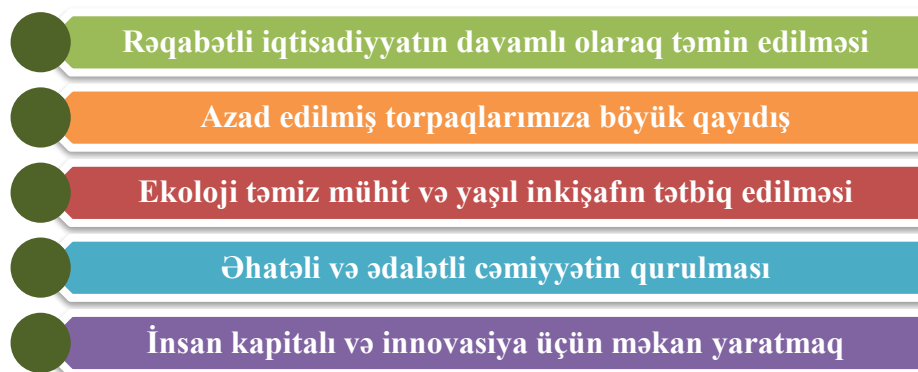 Rəqabətli iqtisadiyyatın davamlı olaraq təmin edilməsi
Azad edilmiş torpaqlarımıza böyük qayıdış
Ekoloji təmiz mühit və yaşıl inkişafın tətbiq edilməsi
Əhatəli və ədalətli cəmiyyətin qurulması
İnsan kapitalı və innovasiya üçün məkan yaratmaq